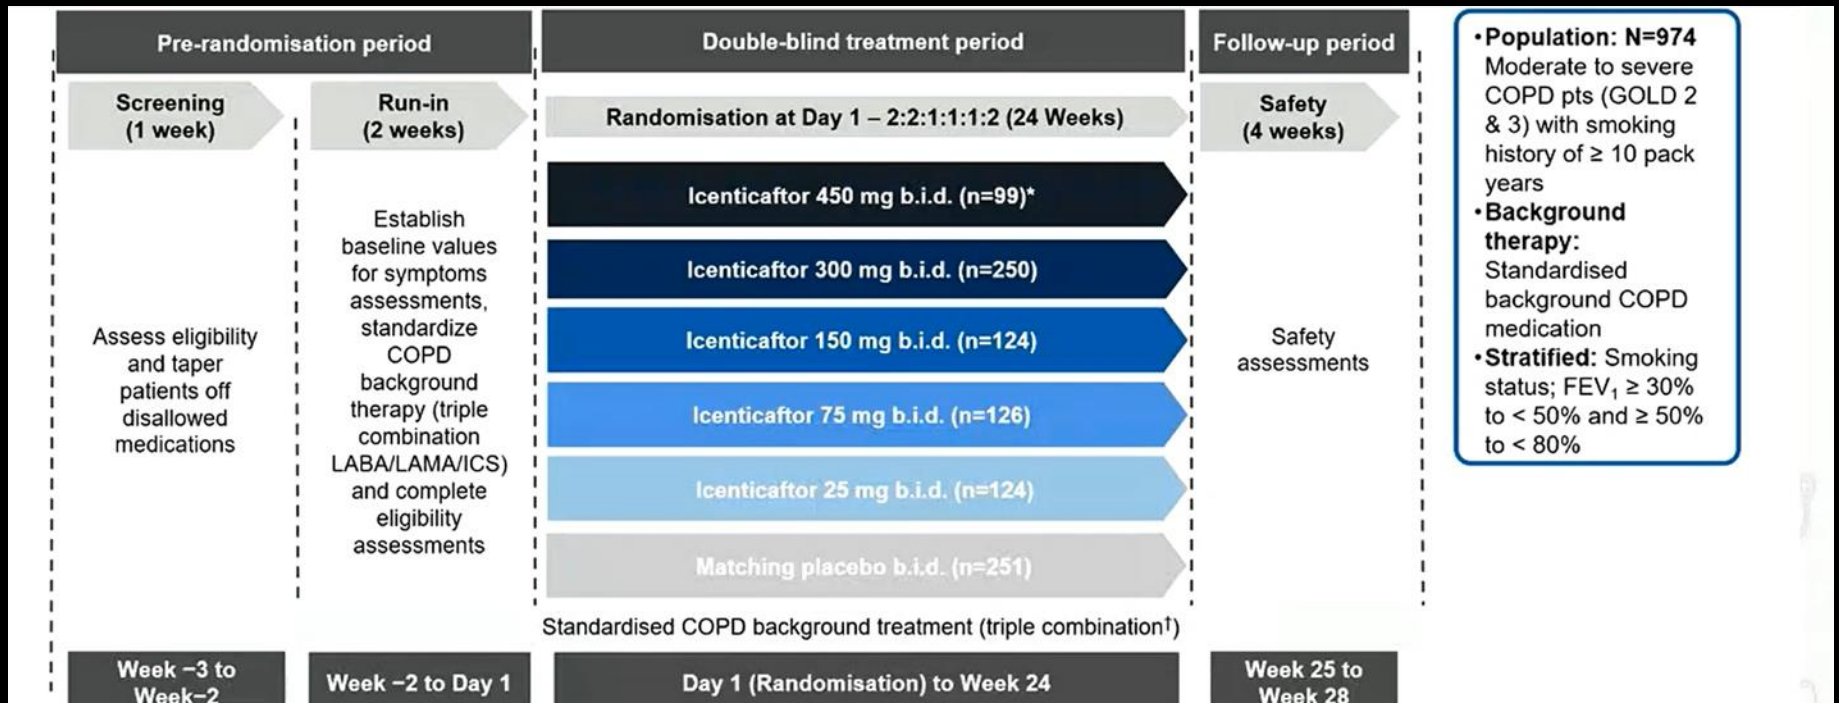 Pre-randomisation period
Double-blind treatment period
Follow-up period
Screening
(1 week)
Run-in
(2 weeks)
Randomisation at Day 1 – 2:2:1:1:1:2 (24 Weeks)
Safety
(4 weeks)
Assess eligibility
and taper
patients off
disallowed
medications
Establish
baseline values
for symptoms
assessments,
standardize
COPD
background
therapy (triple
combination
LABA/LAMA/ICS)
and complete
eligibility
assessments
Icenticaftor 450 mg b.i.d. (n=99)*
Icenticaftor 300 mg b.i.d. (n=250)
Icenticaftor 150 mg b.i.d. (n=124)
Icenticaftor 75 mg b.i.d. (n=126)
Icenticaftor 25 mg b.i.d. (n=124)
Matching placebo b.i.d. (n=251)
Standardised COPD background treatment (triple combination†)
Safety
assessments
Week −3 to
Week−2
Week −2 to Day 1
Day 1 (Randomisation) to Week 24
Week 25 to
Week 28
•Population: N=974
Moderate to severe
COPD pts (GOLD 2
& 3) with smoking
history of ≥ 10 pack
years
•Background
therapy:
Standardised
background COPD
medication
•Stratified: Smoking
status; FEV₁ ≥ 30%
to < 50% and ≥ 50%
to < 80%